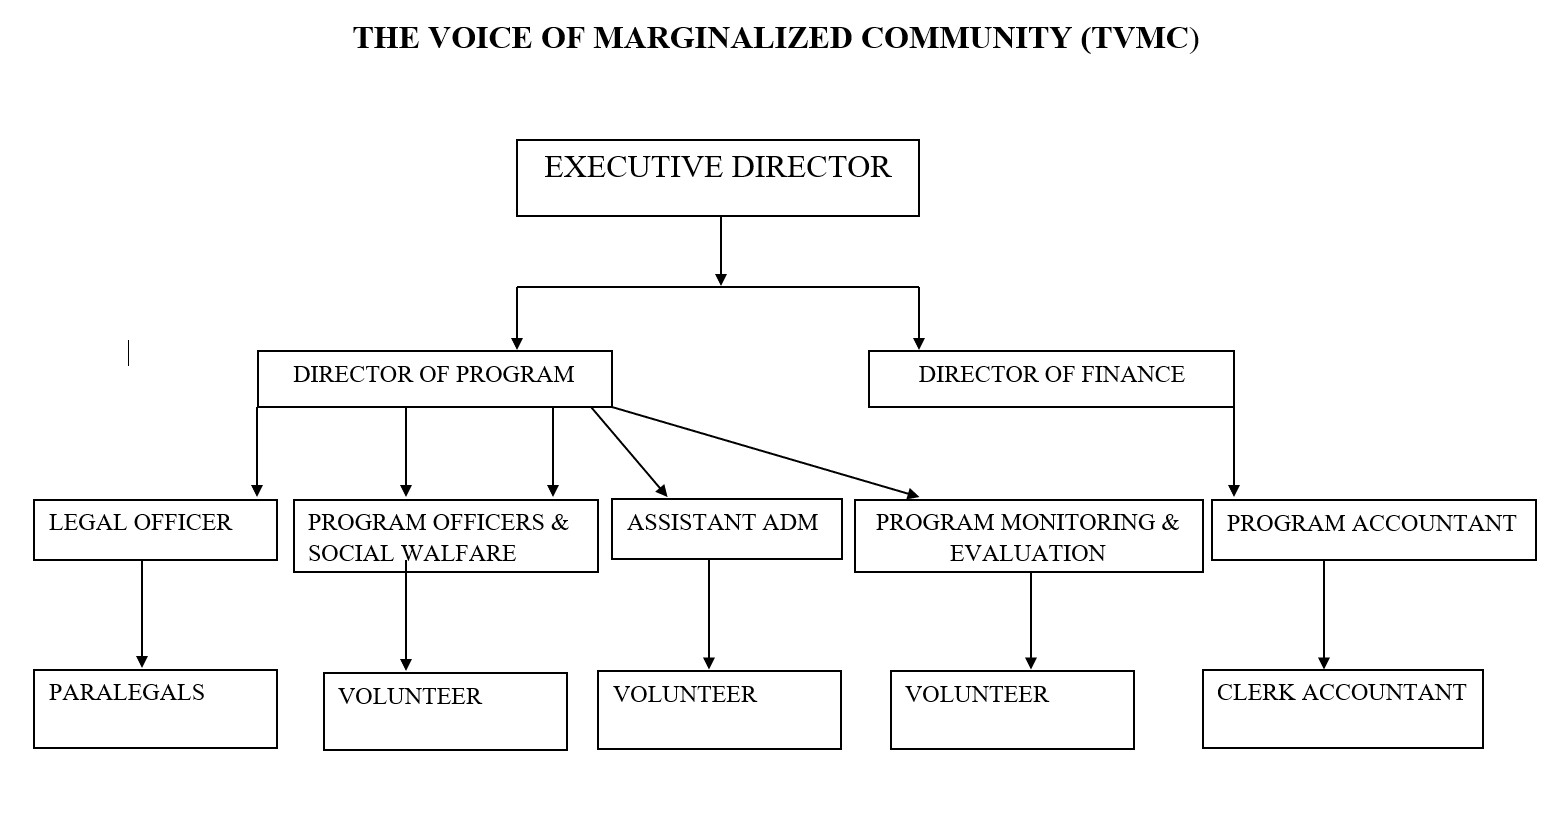 THE VOICE OF MARGINALIZED COMMUNITY (TVMC)
EXECUTIVE DIRECTOR
DIRECTOR OF PROGRAM
DIRECTOR OF FINANCE
LEGAL OFFICER
PROGRAM OFFICERS &
SOCIAL WALFARE
ASSISTANT ADM
PROGRAM MONITORING &
EVALUATION
PROGRAM ACCOUNTANT
PARALEGALS
VOLUNTEER
VOLUNTEER
VOLUNTEER
CLERK ACCOUNTANT